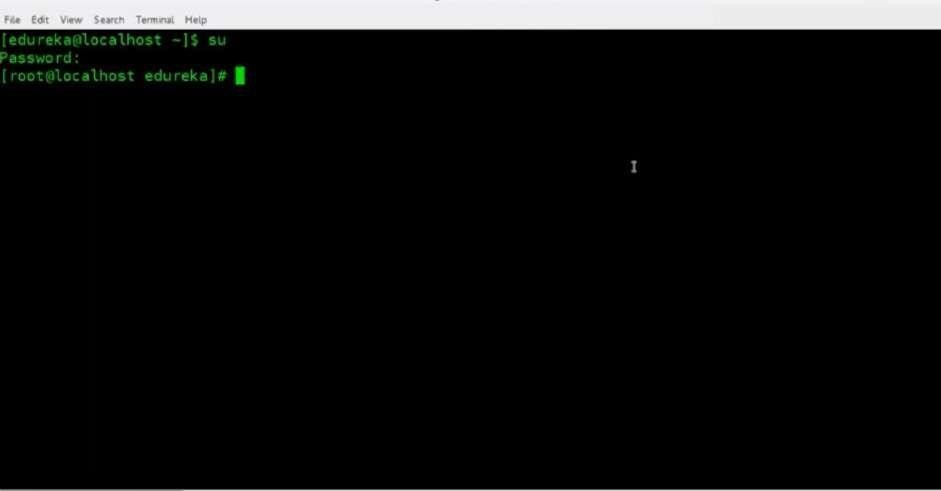 File Edit View Search Terminal Help
[edureka@localhost ~]$ su
Password:
[root@localhost edureka]#